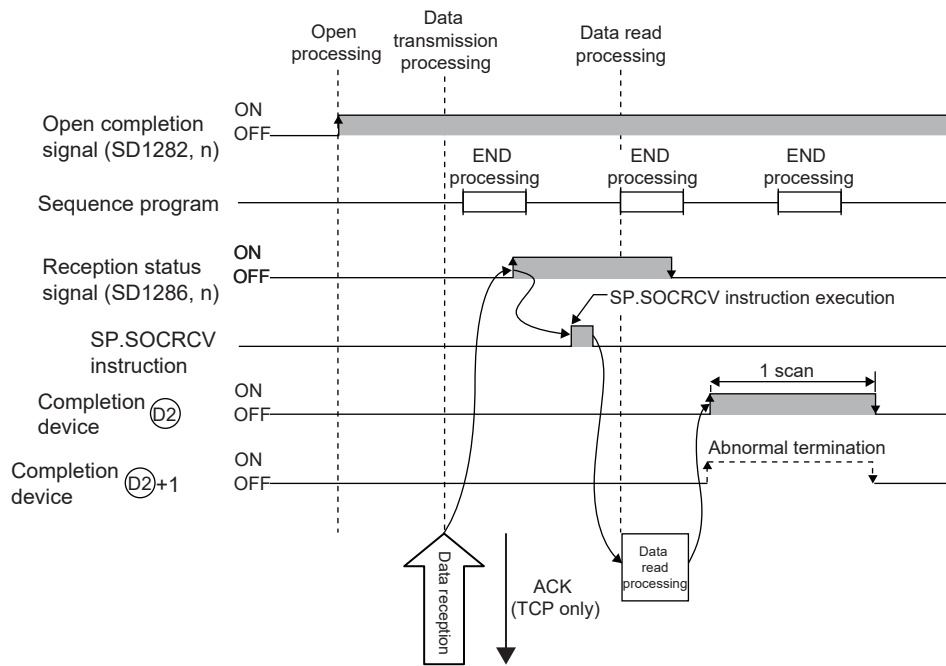 Open
processing
Data
transmission
processing
Data read
processing
Open completion
signal (SD1282, n)
ON
OFF
END
processing
END
processing
END
processing
Sequence program
Reception status
signal (SD1286, n)
ON
OFF
SP.SOCRCV instruction execution
SP.SOCRCV
instruction
1 scan
Completion
device D2
ON
OFF
Abnormal termination
Completion
device D2+1
ON
OFF
Data reception
ACK
(TCP only)
Data
read
processing